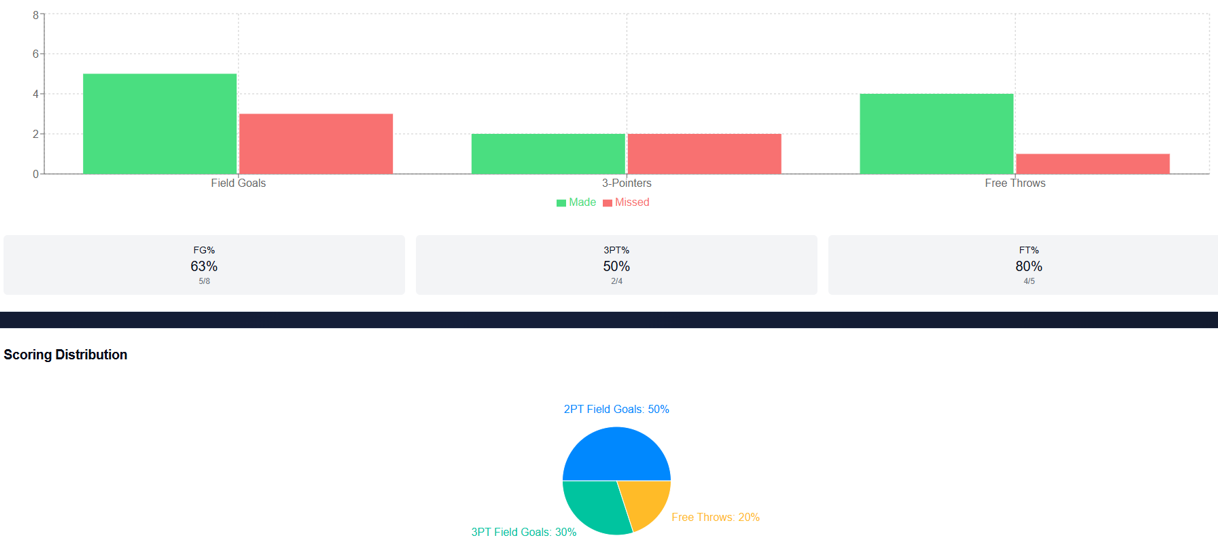 8
6
4
2
0
Field Goals 3-Pointers Free Throws
Made Missed
FG% 3PT% FT%
63% 50% 80%
5/8 2/4 4/5
Scoring Distribution
2PT Field Goals: 50%
Free Throws: 20%
3PT Field Goals: 30%